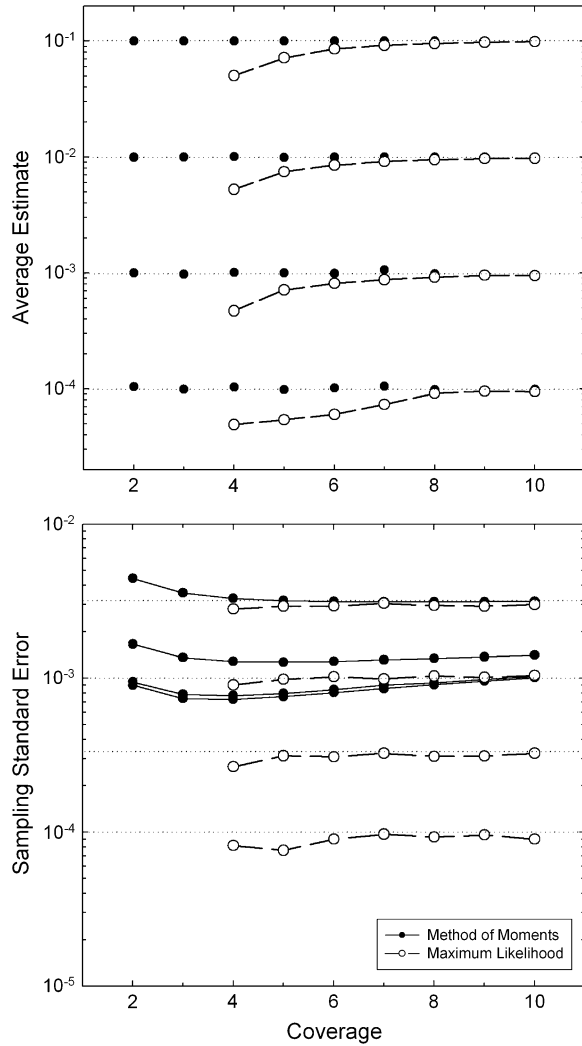 10⁻¹
10⁻²
10⁻³
10⁻⁴
Average Estimate
2 4 6 8 10
10⁻²
10⁻³
10⁻⁴
10⁻⁵
Sampling Standard Error
Method of Moments
Maximum Likelihood
2 4 6 8 10
Coverage